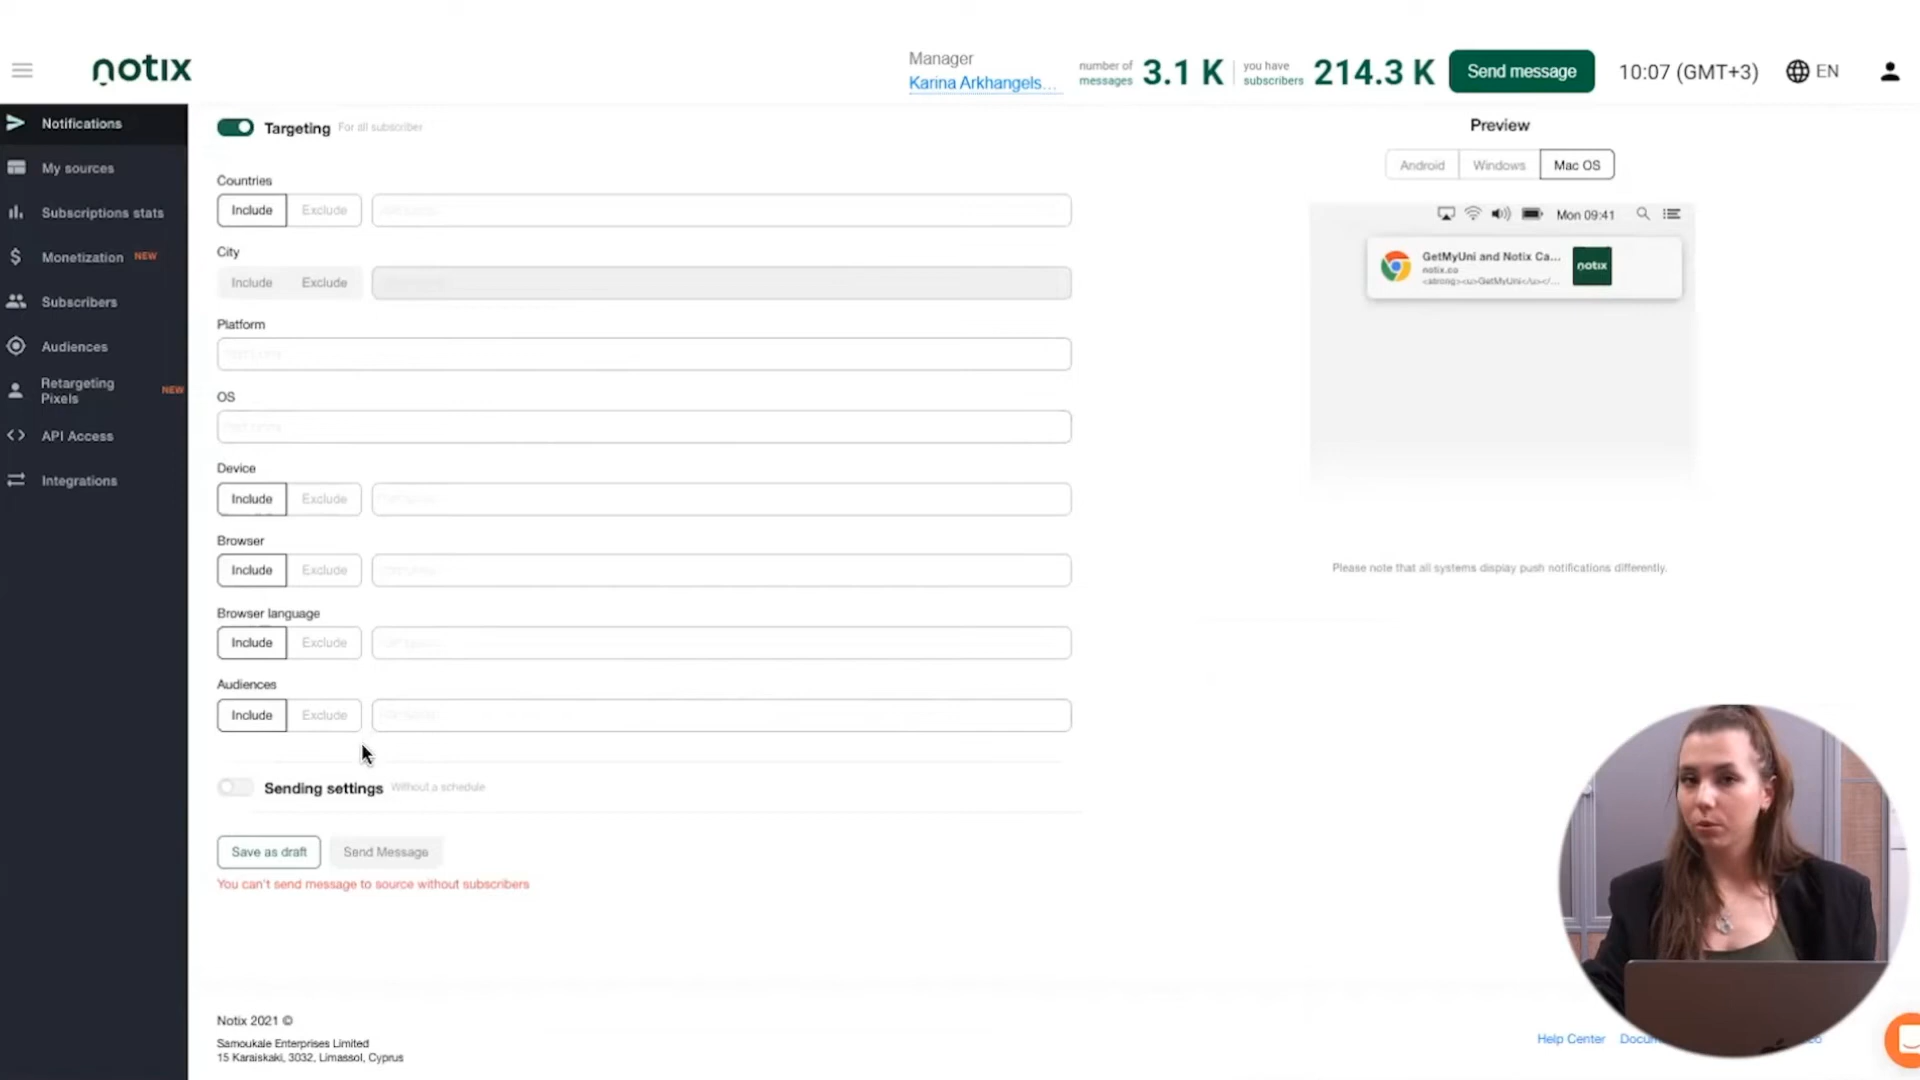 notix
Manager
Karina Arkhangels...
number of
messages
3.1 K
you have
subscribers
214.3 K
Send message
10:07 (GMT+3)
EN
Notifications
My sources
Subscriptions stats
Monetization NEW
Subscribers
Audiences
Retargeting
Pixels
NEW
API Access
Integrations
Targeting For all subscriber
Countries
Include Exclude
City
Include Exclude
Platform
OS
Device
Include Exclude
Browser
Include Exclude
Browser language
Include Exclude
Audiences
Include Exclude
Sending settings Without a schedule
Save as draft Send Message
You can't send message to source without subscribers
Preview
Android Windows Mac OS
Mon 09:41
GetMyUni and Notix Ca...
notix.co
<strong><u>GetMyUni</u></...
notix
Please note that all systems display push notifications differently.
Notix 2021 ©
Samoukale Enterprises Limited
15 Karaiskaki, 3032, Limassol, Cyprus
Help Center